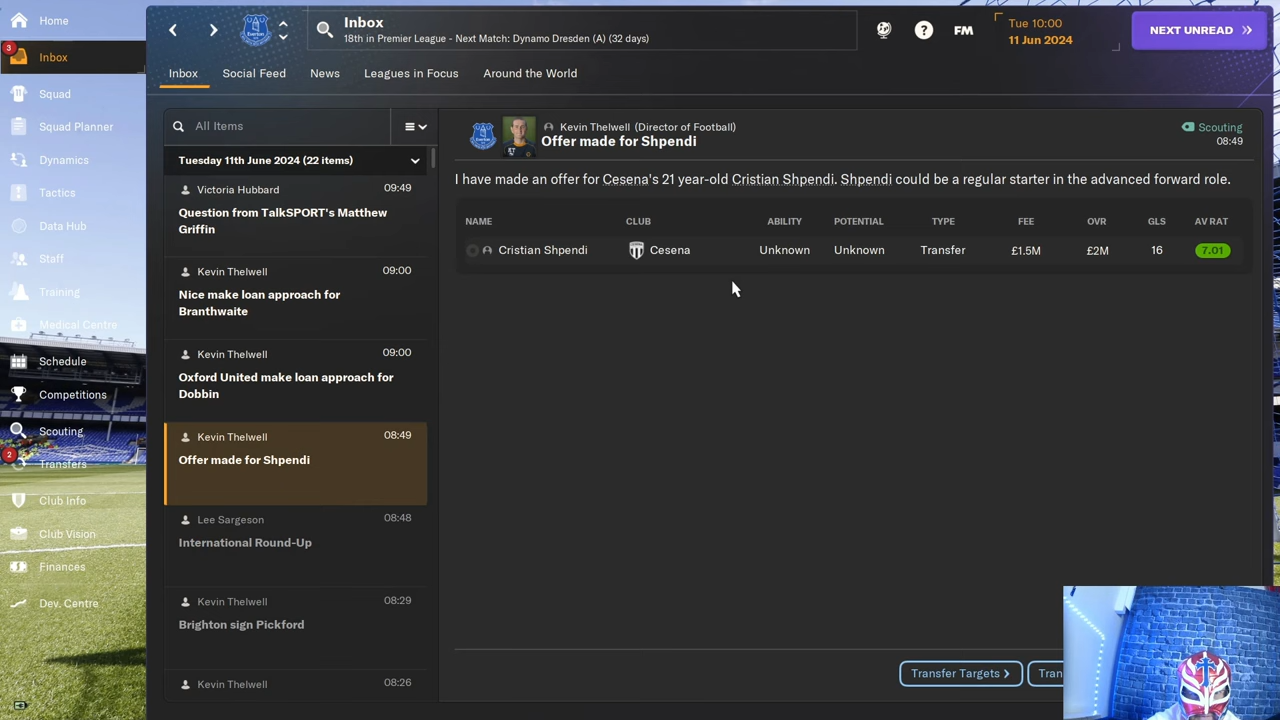 Home
3
Inbox
Squad
Squad Planner
Dynamics
Tactics
Data Hub
Staff
Training
Medical Centre
Schedule
Competitions
Scouting
2
Transfers
Club Info
Club Vision
Finances
Dev. Centre
Inbox
18th in Premier League - Next Match: Dynamo Dresden (A) (32 days)
?
FM
Tue 10:00
11 Jun 2024
NEXT UNREAD
Inbox
Social Feed
News
Leagues in Focus
Around the World
All Items
Tuesday 11th June 2024 (22 items)
Victoria Hubbard 09:49
Question from TalkSPORT's Matthew
Griffin
Kevin Thelwell 09:00
Nice make loan approach for
Branthwaite
Kevin Thelwell 09:00
Oxford United make loan approach for
Dobbin
Kevin Thelwell 08:49
Offer made for Shpendi
Lee Sargeson 08:48
International Round-Up
Kevin Thelwell 08:29
Brighton sign Pickford
Kevin Thelwell 08:26
Kevin Thelwell (Director of Football)
Offer made for Shpendi
Scouting
08:49
I have made an offer for Cesena's 21 year-old Cristian Shpendi. Shpendi could be a regular starter in the advanced forward role.
NAME CLUB ABILITY POTENTIAL TYPE FEE OVR GLS AV RAT
Cristian Shpendi Cesena Unknown Unknown Transfer £1.5M £2M 16 7.01
Transfer Targets
Tran